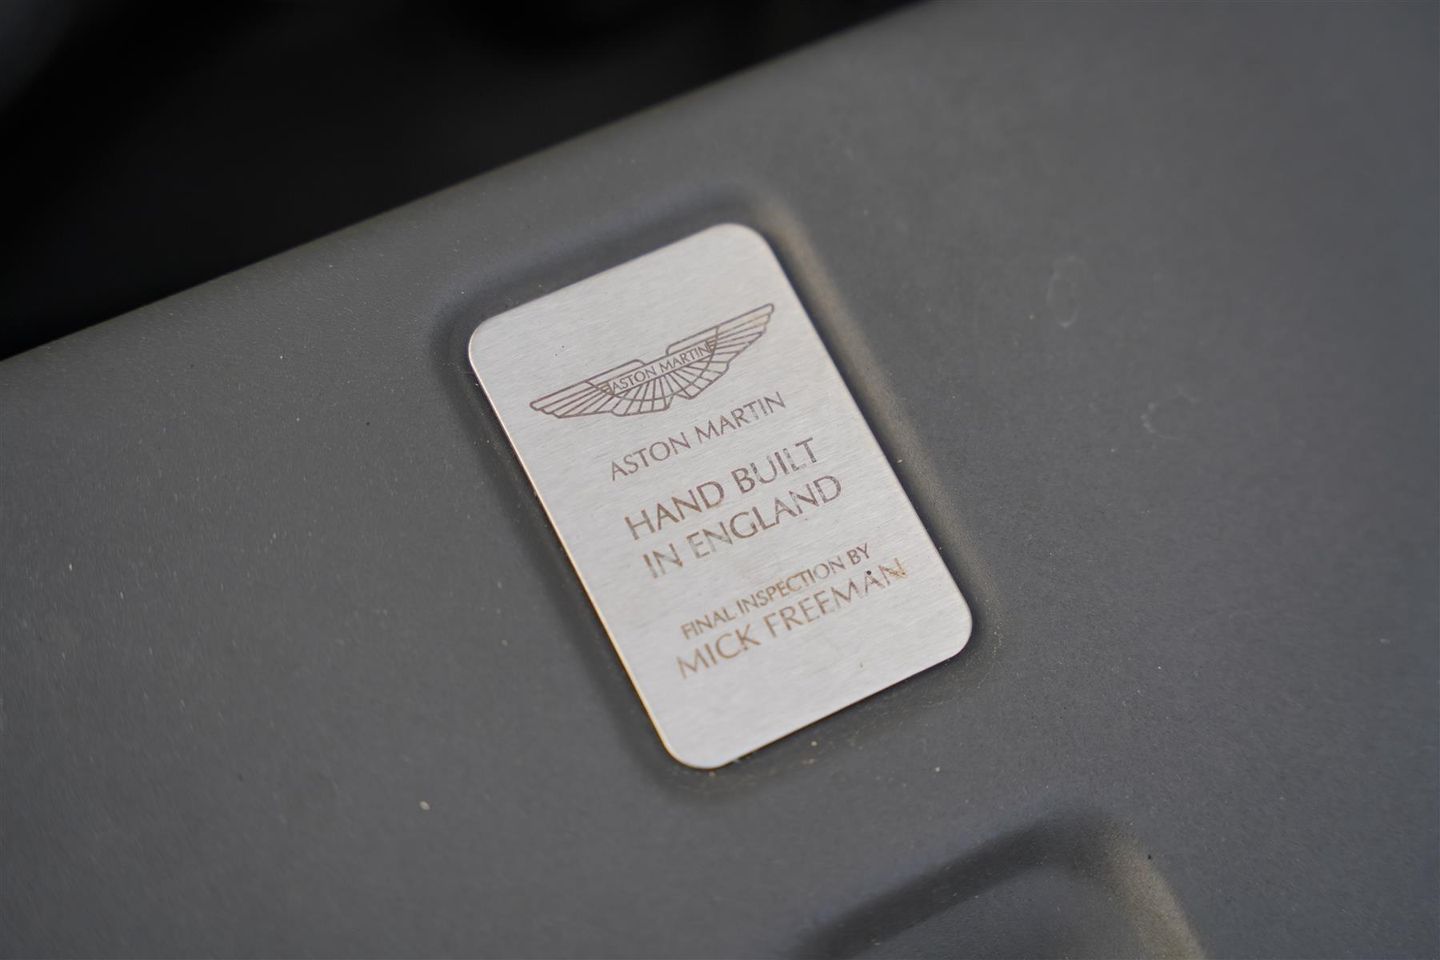 ASTON MARTIN
ASTON MARTIN
HAND BUILT
IN ENGLAND
FINAL INSPECTION BY
MICK FREEMAN